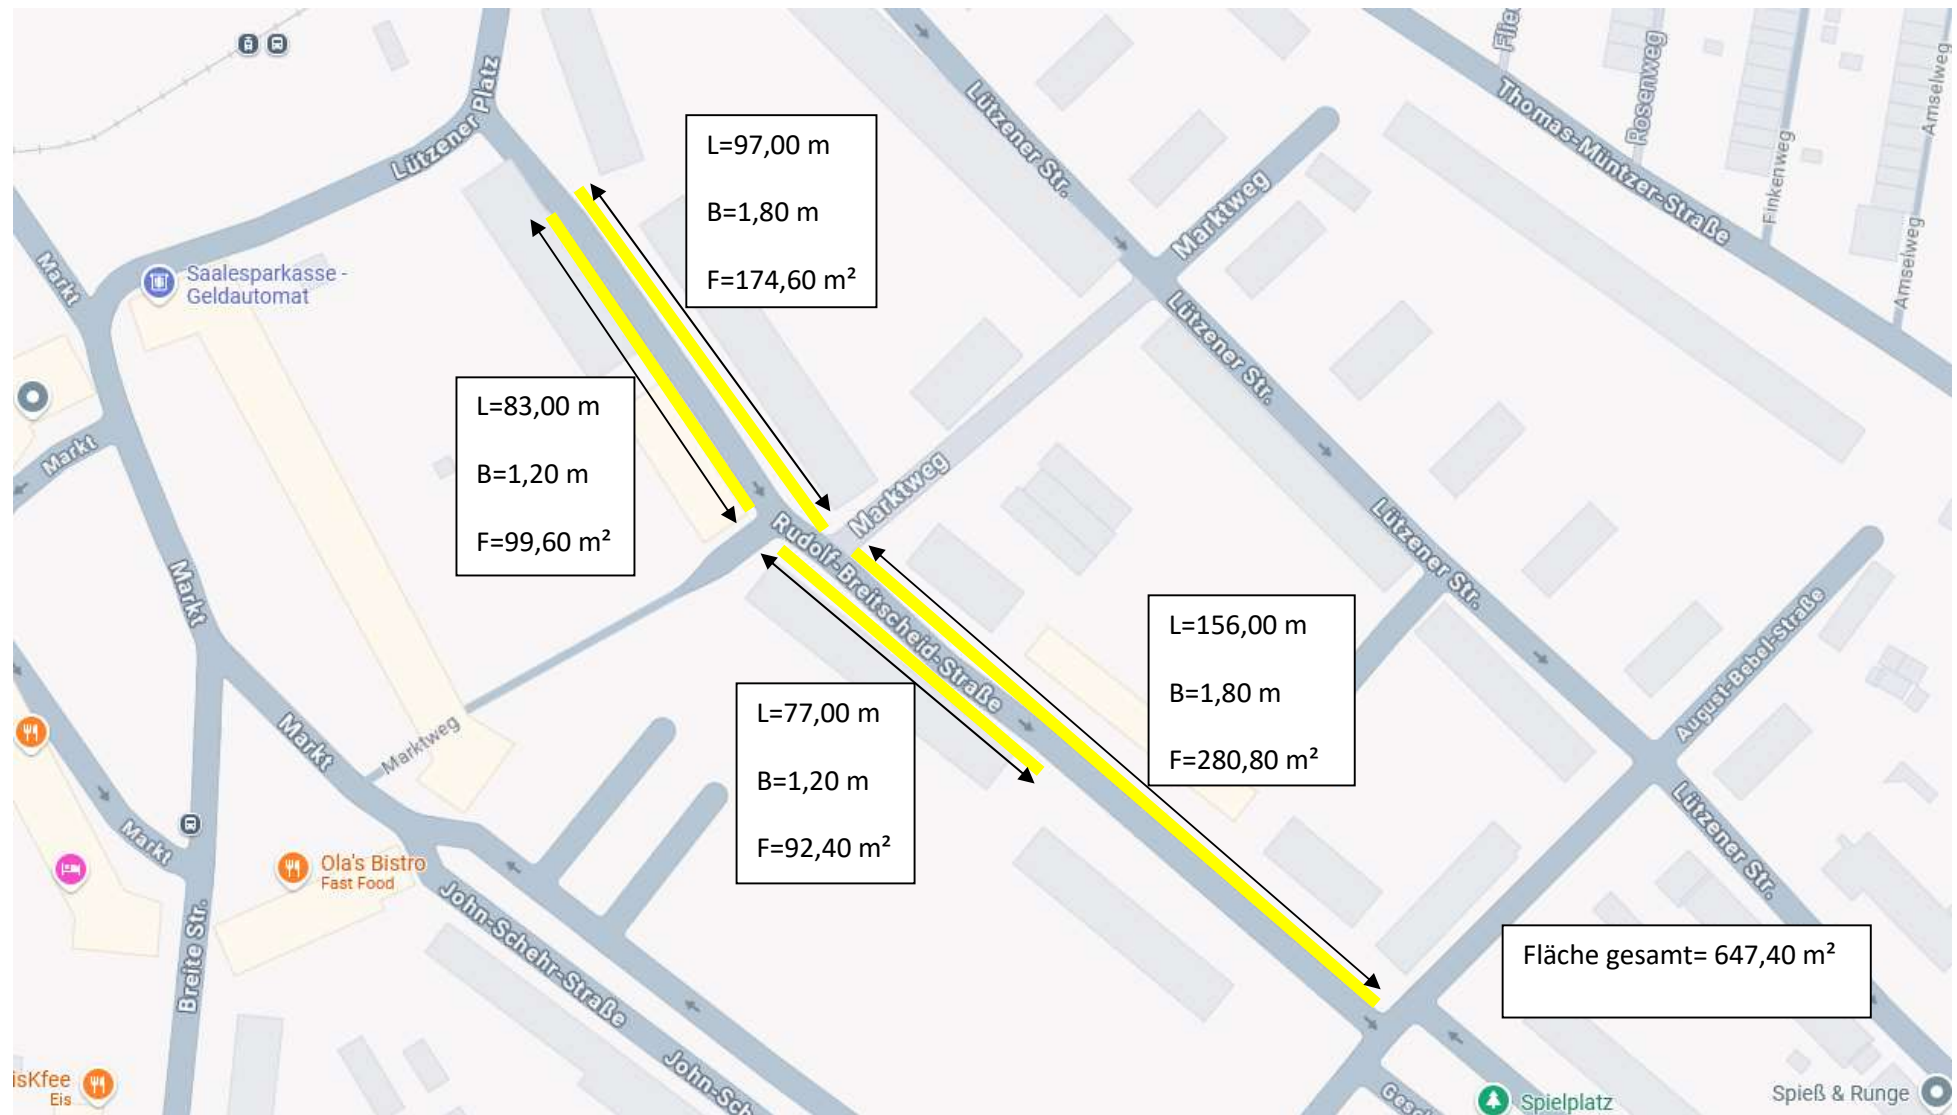 Lützener Platz
Lützener Str.
Rosenweg
Thomas-Müntzer-Straße
Finkenweg
Amselweg
Amselweg
Marktweg
L=97,00 m
B=1,80 m
F=174,60 m²
Markt
Saalesparkasse -
Geldautomat
Lützener Str.
L=83,00 m
B=1,20 m
F=99,60 m²
Markt
Marktweg
Rudolf-Breitscheid-Straße
Lützener Str.
Markt
L=156,00 m
B=1,80 m
F=280,80 m²
August-Bebel-Straße
L=77,00 m
B=1,20 m
F=92,40 m²
Marktweg
Markt
Markt
Lützener Str.
Ola's Bistro
Fast Food
John-Schehr-Straße
Breite Str.
Fläche gesamt= 647,40 m²
isKfee
Eis
John-Sch
Gesc
Spielplatz
Spieß & Runge